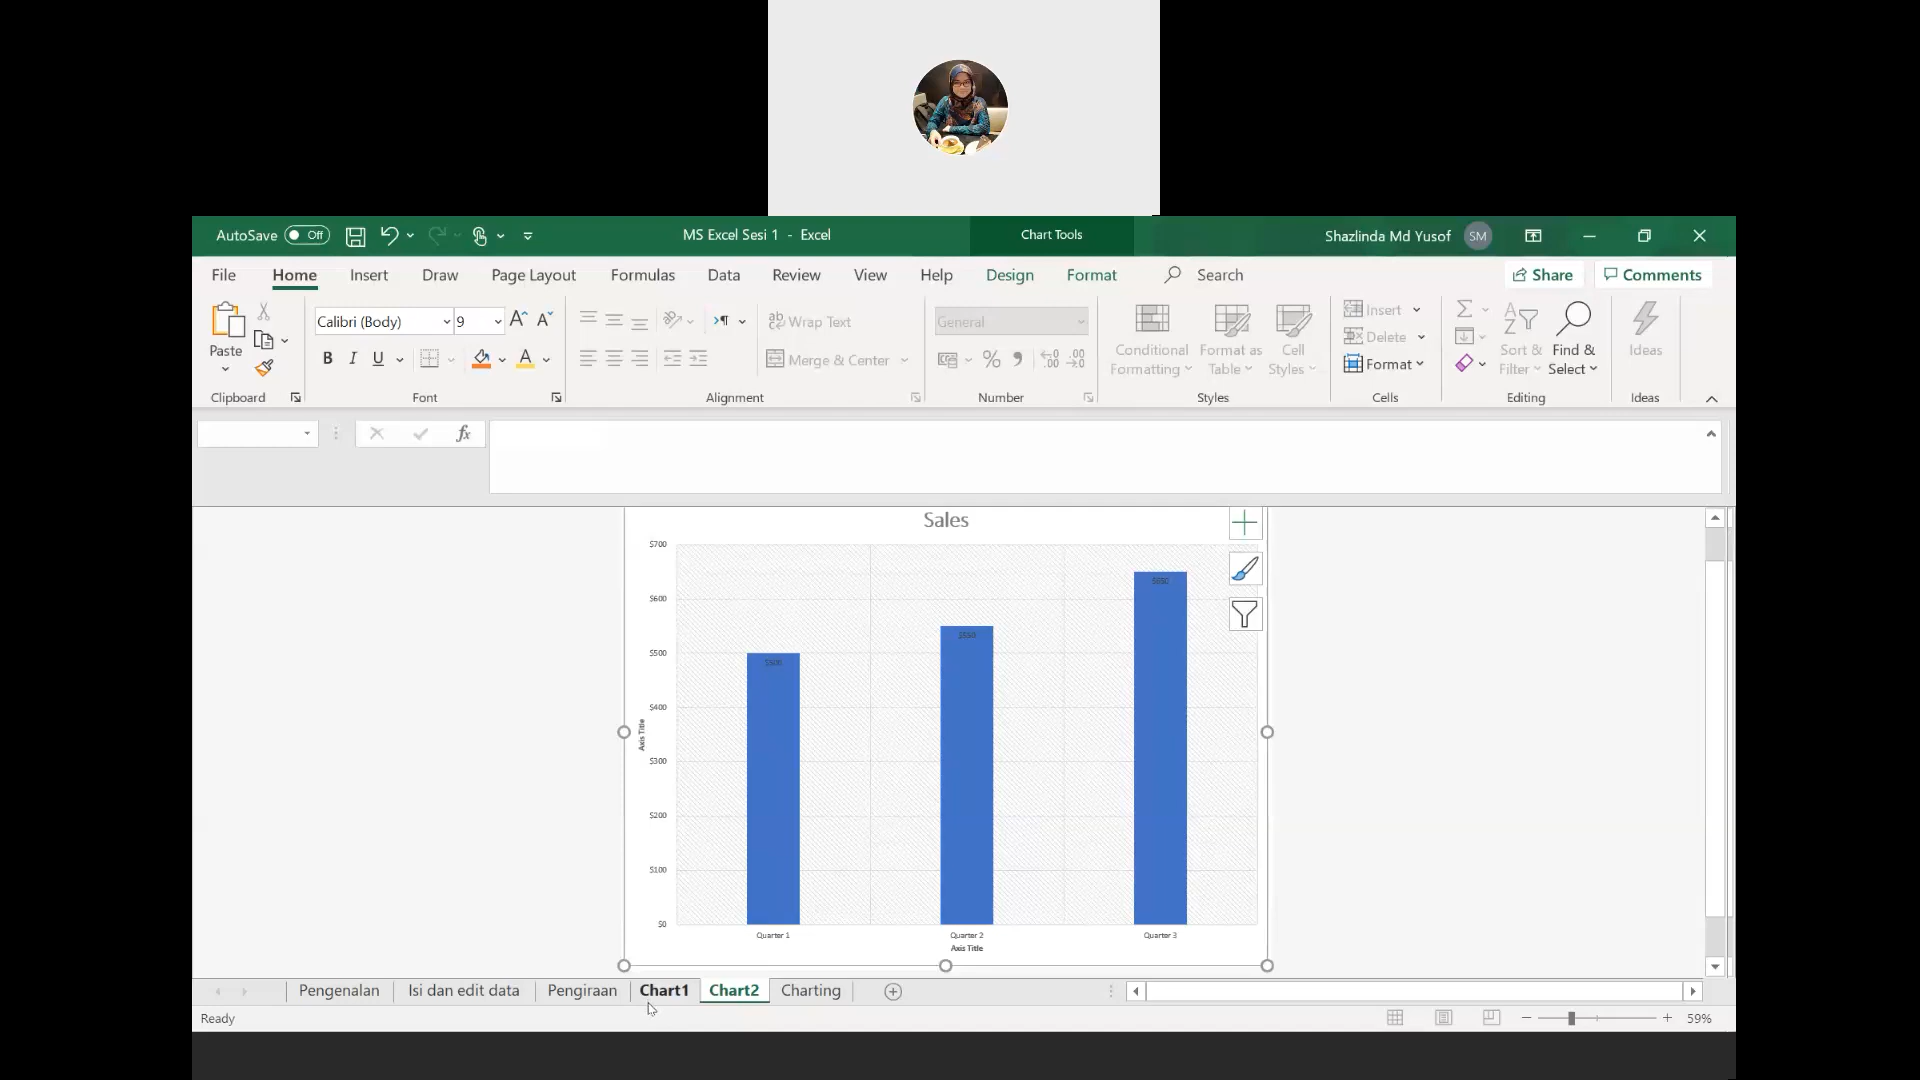 AutoSave Off MS Excel Sesi 1 - Excel Chart Tools Shazlinda Md Yusof SM
File Home Insert Draw Page Layout Formulas Data Review View Help Design Format Search Share Comments
Calibri (Body) 9 Wrap Text General Insert
Delete
Paste Merge & Center Conditional Formatting Format as Table Cell Styles Format Sort & Filter Find & Select Ideas
Clipboard Font Alignment Number Styles Cells Editing Ideas
Sales
$700
$600
$500
$400
Axis Title
$300
$200
$100
$0
$650
$550
$500
Quarter 1 Quarter 2 Quarter 3
Axis Title
Pengenalan Isi dan edit data Pengiraan Chart1 Chart2 Charting
Ready 59%